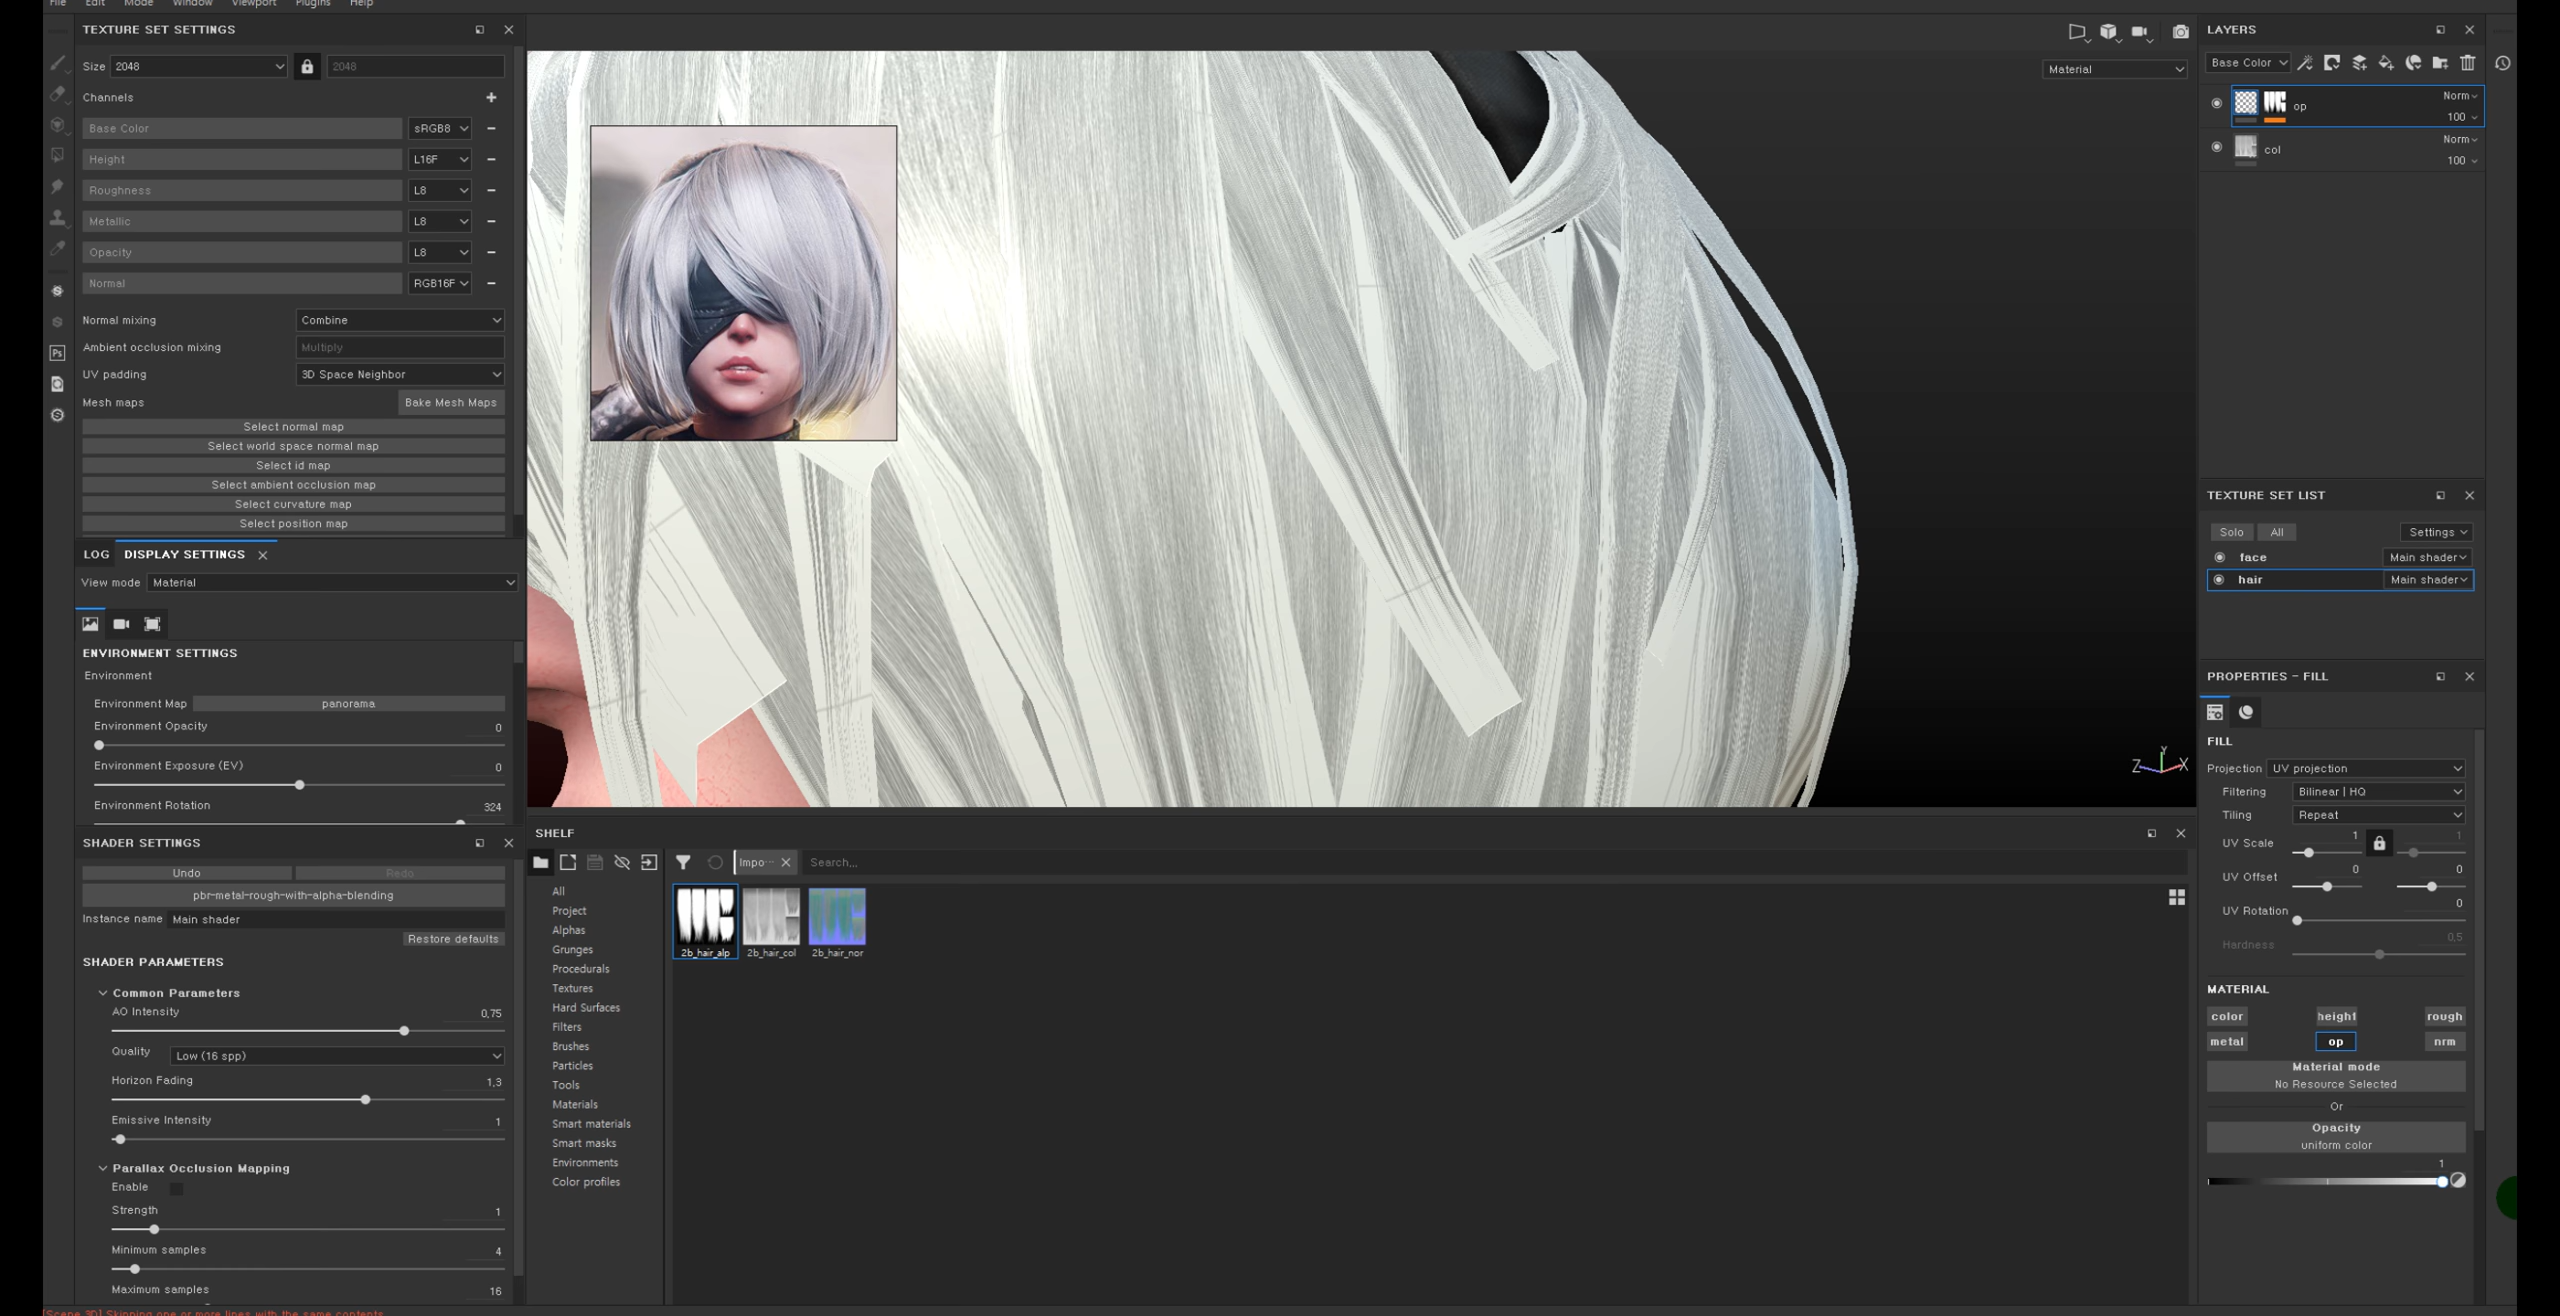 File Edit Mode Window Viewport Plugins Help
TEXTURE SET SETTINGS
Size 2048 2048
Channels
Base Color sRGB8
Height L16F
Roughness L8
Metallic L8
Opacity L8
Normal RGB16F
Normal mixing Combine
Ambient occlusion mixing Multiply
UV padding 3D Space Neighbor
Mesh maps Bake Mesh Maps
Select normal map
Select world space normal map
Select id map
Select ambient occlusion map
Select curvature map
Select position map
LOG DISPLAY SETTINGS
View mode Material
ENVIRONMENT SETTINGS
Environment
Environment Map panorama
Environment Opacity 0
Environment Exposure (EV) 0
Environment Rotation 324
SHADER SETTINGS
Undo Redo
pbr-metal-rough-with-alpha-blending
Instance name Main shader
Restore defaults
SHADER PARAMETERS
Common Parameters
AO Intensity 0,75
Quality Low (16 spp)
Horizon Fading 1,3
Emissive Intensity 1
Parallax Occlusion Mapping
Enable
Strength 1
Minimum samples 4
Maximum samples 16
[Scene 3D] Skipping one or more lines with the same contents
Ps
Material
Z Y X
SHELF
Impo... Search...
All
Project
Alphas
Grunges
Procedurals
Textures
Hard Surfaces
Filters
Brushes
Particles
Tools
Materials
Smart materials
Smart masks
Environments
Color profiles
2b_hair_alp 2b_hair_col 2b_hair_nor
LAYERS
Base Color
op Norm
100
col Norm
100
TEXTURE SET LIST
Solo All Settings
face Main shader
hair Main shader
PROPERTIES - FILL
FILL
Projection UV projection
Filtering Bilinear | HQ
Tiling Repeat
UV Scale 1 1
UV Offset 0 0
UV Rotation 0
Hardness 0,5
MATERIAL
color height rough
metal op nrm
Material mode
No Resource Selected
Or
Opacity
uniform color
1